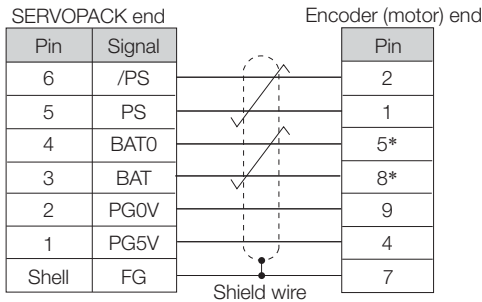 SERVOPACK end Encoder (motor) end
Pin Signal Pin
6 /PS 2
5 PS 1
4 BAT0 5*
3 BAT 8*
2 PG0V 9
1 PG5V 4
Shell FG 7
Shield wire